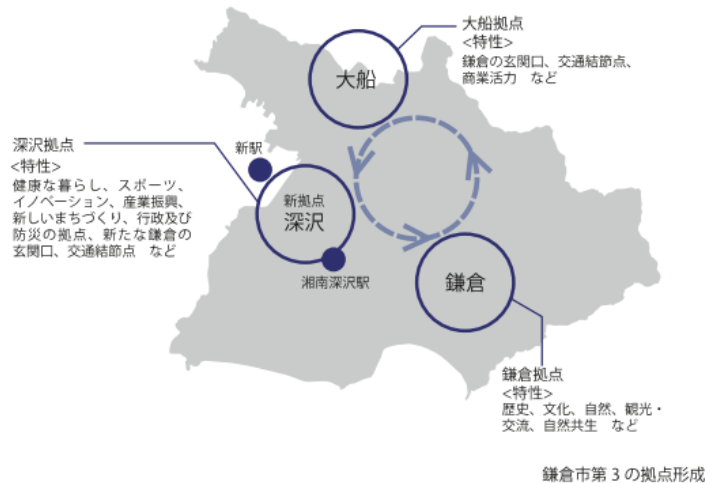 大船拠点
<特性>
鎌倉の玄関口、交通結節点、
商業活力　など
大船
深沢拠点
<特性>
健康な暮らし、スポーツ、
イノベーション、産業振興、
新しいまちづくり、行政及び
防災の拠点、新たな鎌倉の
玄関口、交通結節点　など
新駅
新拠点
深沢
湘南深沢駅
鎌倉
鎌倉拠点
<特性>
歴史、文化、自然、観光・
交流、自然共生　など
鎌倉市第３の拠点形成